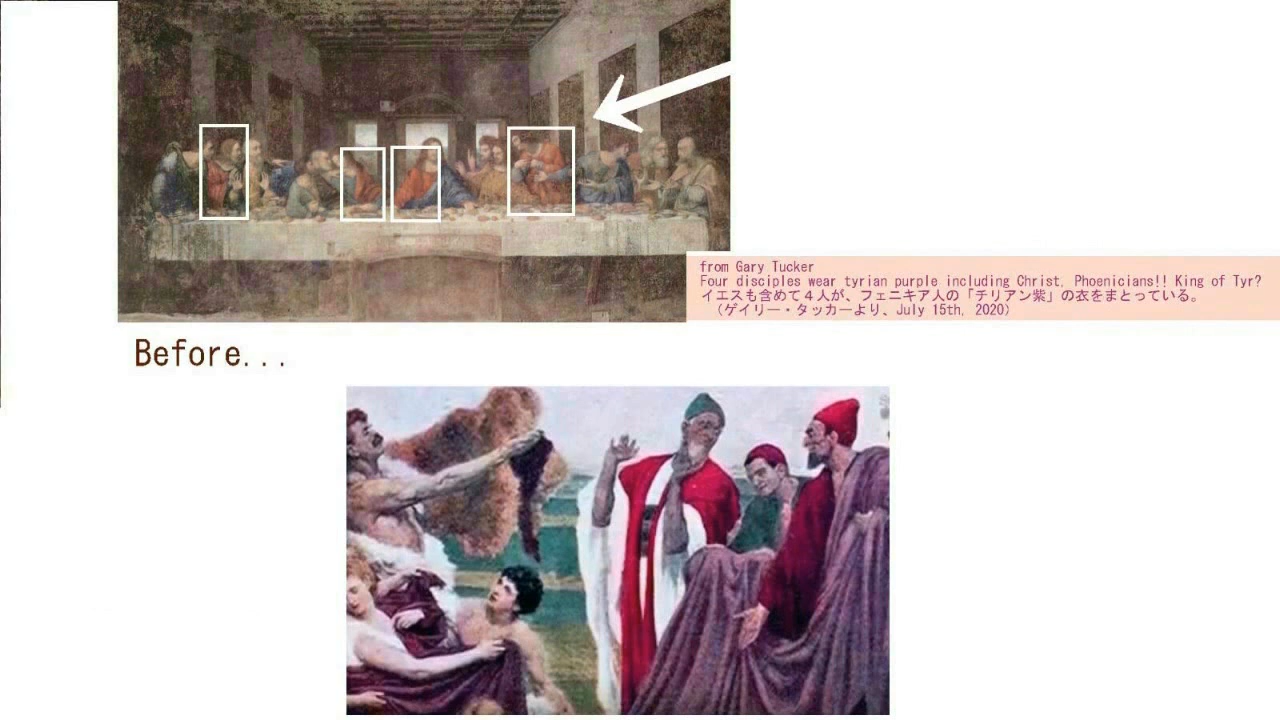 from Gary Tucker
Four disciples wear tyrian purple including Christ, Phoenicians!! King of Tyr?
イエスも含めて４人が、フェニキア人の「チリアン紫」の衣をまとっている。
（ゲイリー・タッカーより、July 15th, 2020）
Before...